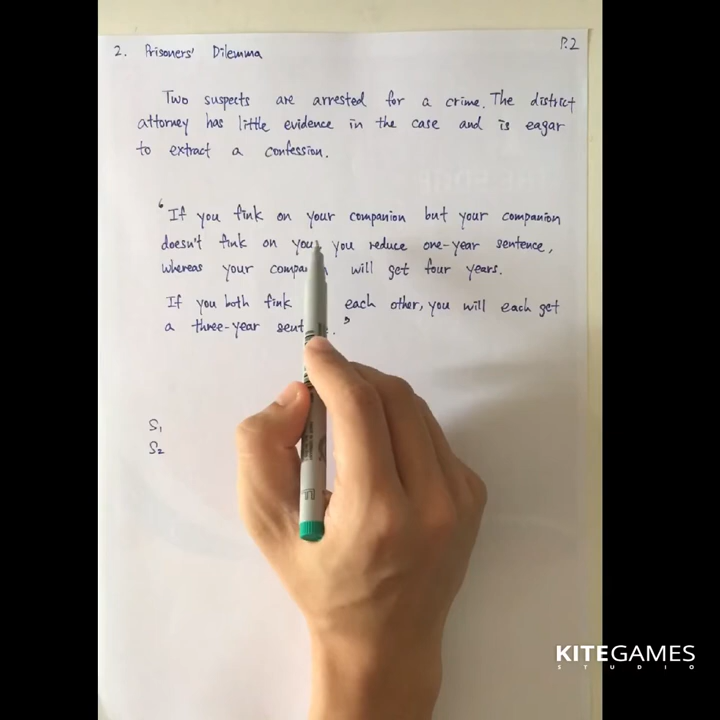 2. Prisoners' Dilemma
P.2
Two suspects are arrested for a crime. The district
attorney has little evidence in the case and is eagar
to extract a confession.
“If you fink on your companion but your companion
doesn't fink on you you reduce one-year sentence,
whereas your compa will get four years.
If you both fink each other, you will each get
a three-year sent .”
S1
S2
KITEGAMES
STUDIO